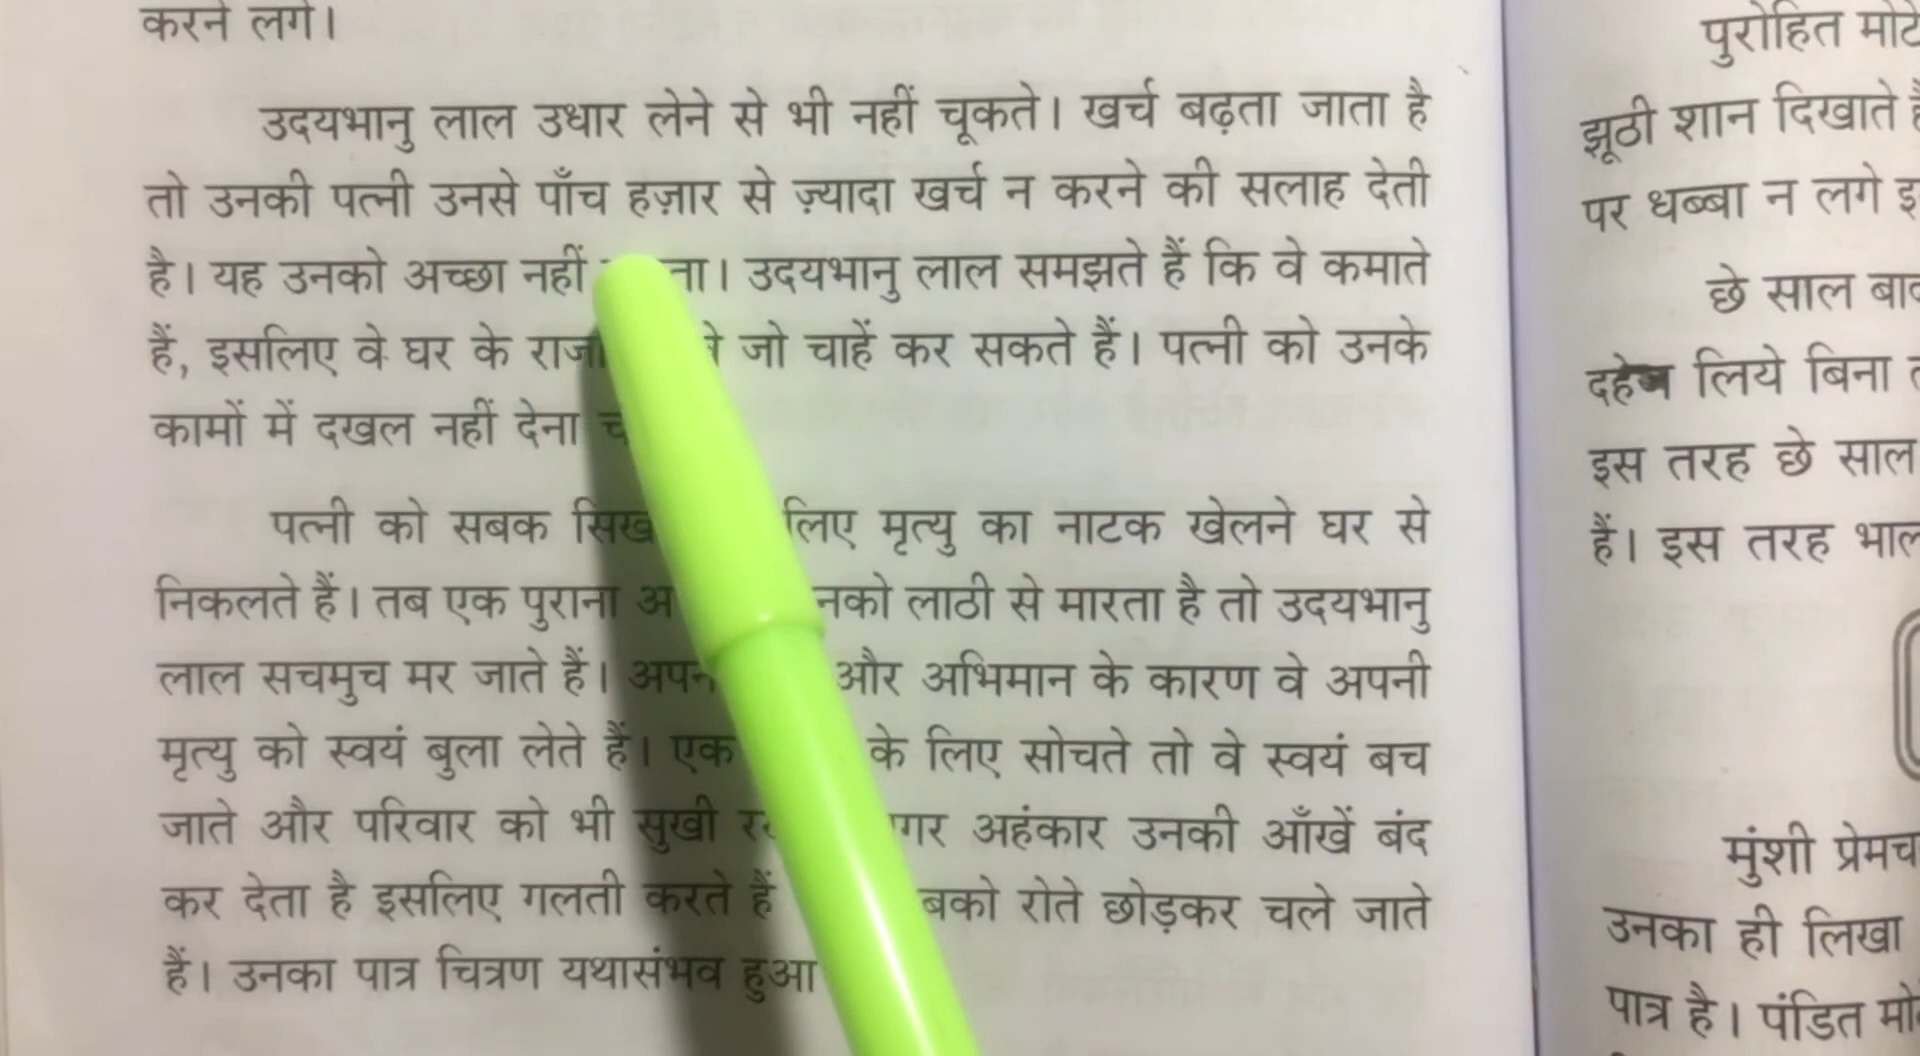 करने लगे।
उदयभानु लाल उधार लेने से भी नहीं चूकते। खर्च बढ़ता जाता है
तो उनकी पत्नी उनसे पाँच हज़ार से ज़्यादा खर्च न करने की सलाह देती
है। यह उनको अच्छा नहीं उदयभानु लाल समझते हैं कि वे कमाते
हैं, इसलिए वे घर के जो चाहें कर सकते हैं। पत्नी को उनके
कामों में दखल नहीं देना
पत्नी को सबक लिए मृत्यु का नाटक खेलने घर से
निकलते हैं। तब एक पुराना लाठी से मारता है तो उदयभानु
लाल सचमुच मर जाते हैं। और अभिमान के कारण वे अपनी
मृत्यु को स्वयं बुला लेते हैं। एक के लिए सोचते तो वे स्वयं बच
जाते और परिवार को भी सुखी अहंकार उनकी आँखें बंद
कर देता है इसलिए गलती करते हैं रोते छोड़कर चले जाते
हैं। उनका पात्र चित्रण यथासंभव हुआ
पुरोहित
झूठी शान दिखाते
पर धब्बा न लगे
छे साल
दहेज लिये बिना
इस तरह छे साल
हैं। इस तरह
मुंशी
उनका ही लिखा
पात्र है। पंडित